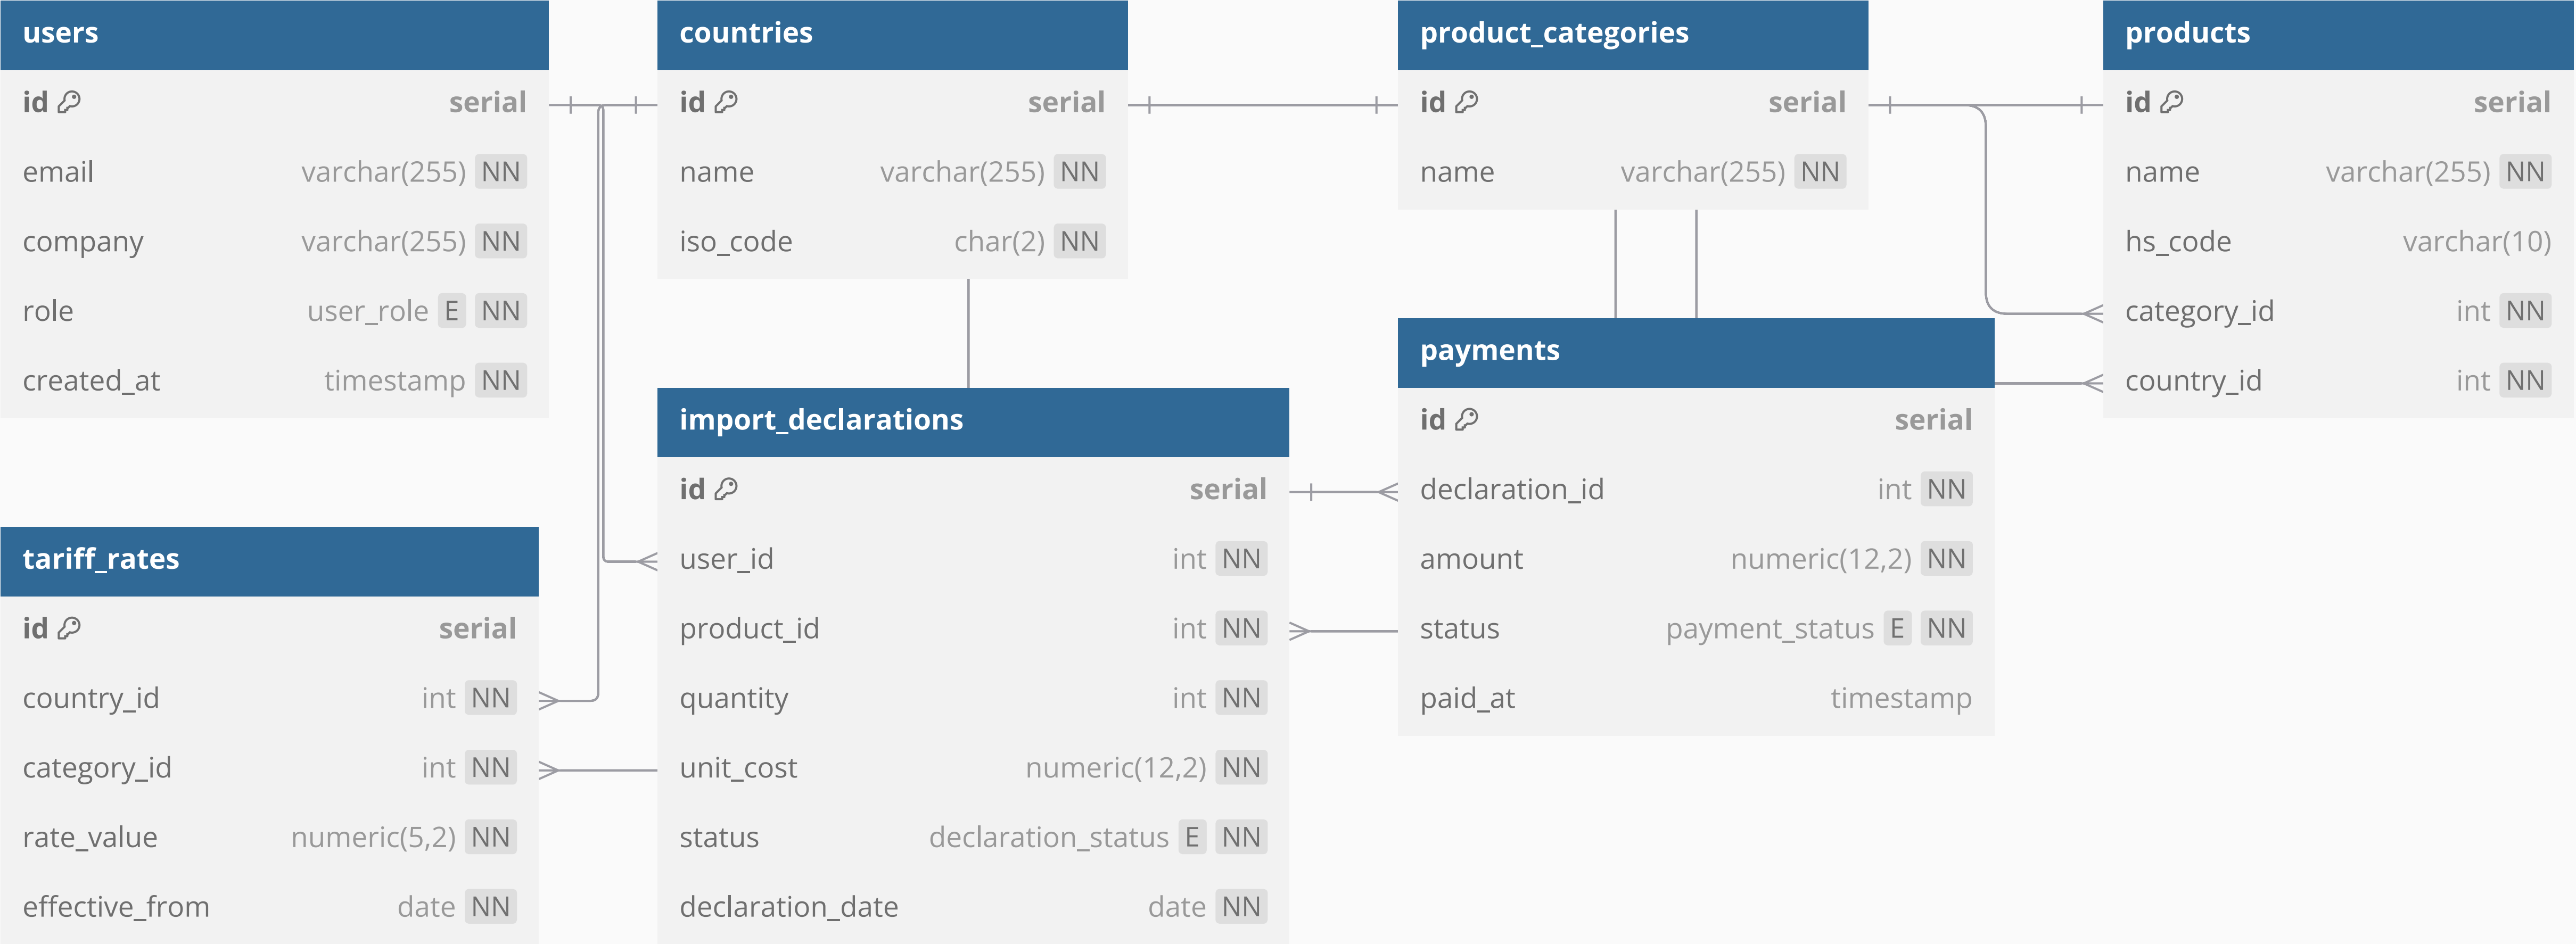 users
id serial
email varchar(255) NN
company varchar(255) NN
role user_role E NN
created_at timestamp NN
countries
id serial
name varchar(255) NN
iso_code char(2) NN
product_categories
id serial
name varchar(255) NN
products
id serial
name varchar(255) NN
hs_code varchar(10)
category_id int NN
country_id int NN
payments
id serial
declaration_id int NN
amount numeric(12,2) NN
status payment_status E NN
paid_at timestamp
import_declarations
id serial
user_id int NN
product_id int NN
quantity int NN
unit_cost numeric(12,2) NN
status declaration_status E NN
declaration_date date NN
tariff_rates
id serial
country_id int NN
category_id int NN
rate_value numeric(5,2) NN
effective_from date NN